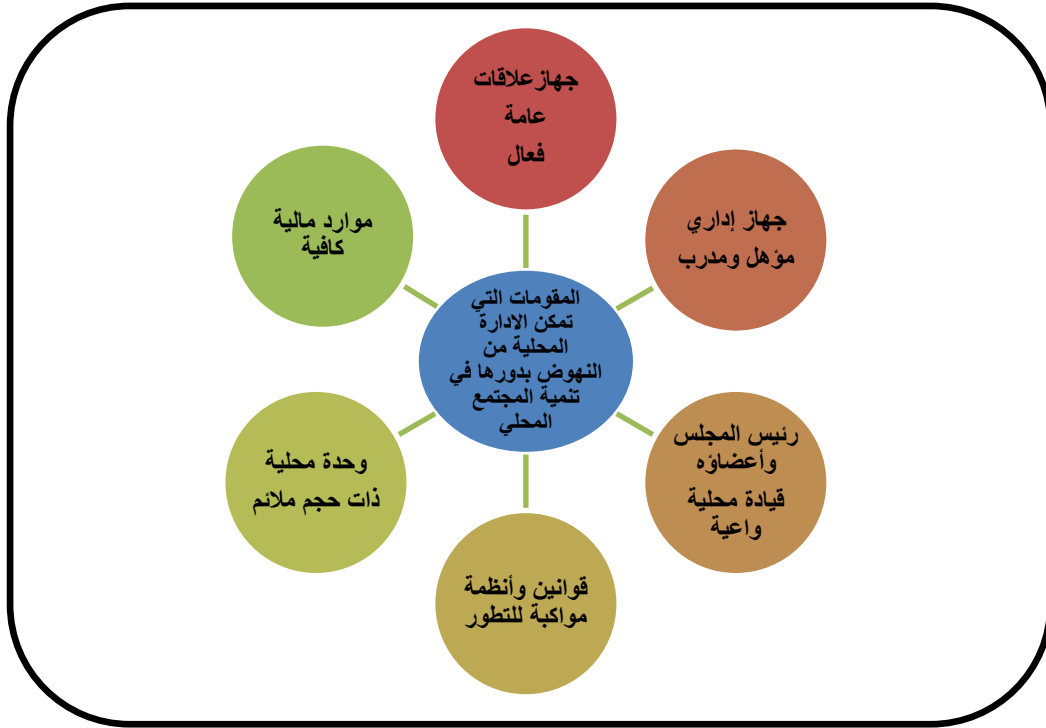 جهازعلاقات
عامة
فعال
جهاز إداري
مؤهل ومدرب
رئيس المجلس
وأعضاؤه
قيادة محلية
واعية
قوانين وأنظمة
مواكبة للتطور
وحدة محلية
ذات حجم ملائم
موارد مالية
كافية
المقومات التي
تمكن الادارة
المحلية من
النهوض بدورها في
تنمية المجتمع
المحلي